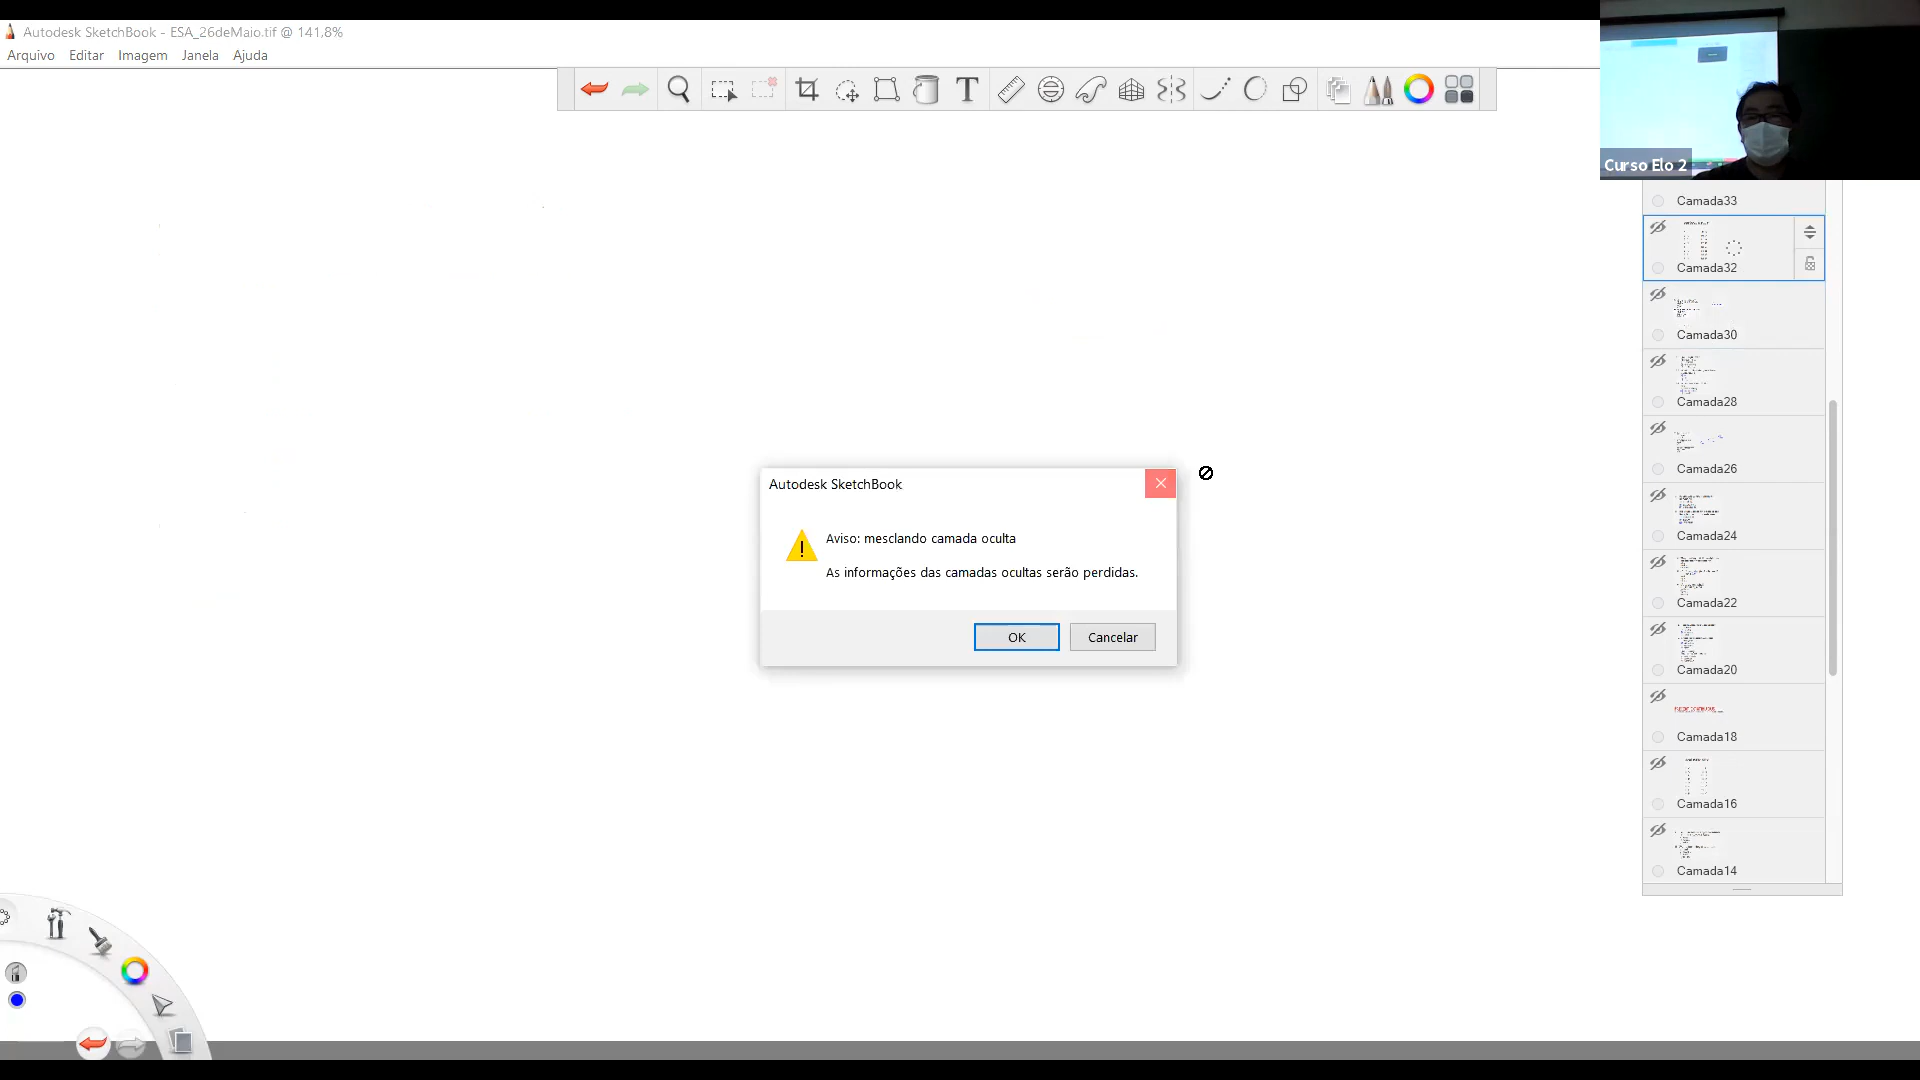 Autodesk SketchBook - ESA_26deMaio.tif @ 141,8%
Arquivo Editar Imagem Janela Ajuda
T
Curso Elo 2
Camada33
Camada32
Camada30
Camada28
Camada26
Camada24
Camada22
Camada20
Camada18
Camada16
Camada14
Autodesk SketchBook
Aviso: mesclando camada oculta
As informações das camadas ocultas serão perdidas.
OK Cancelar